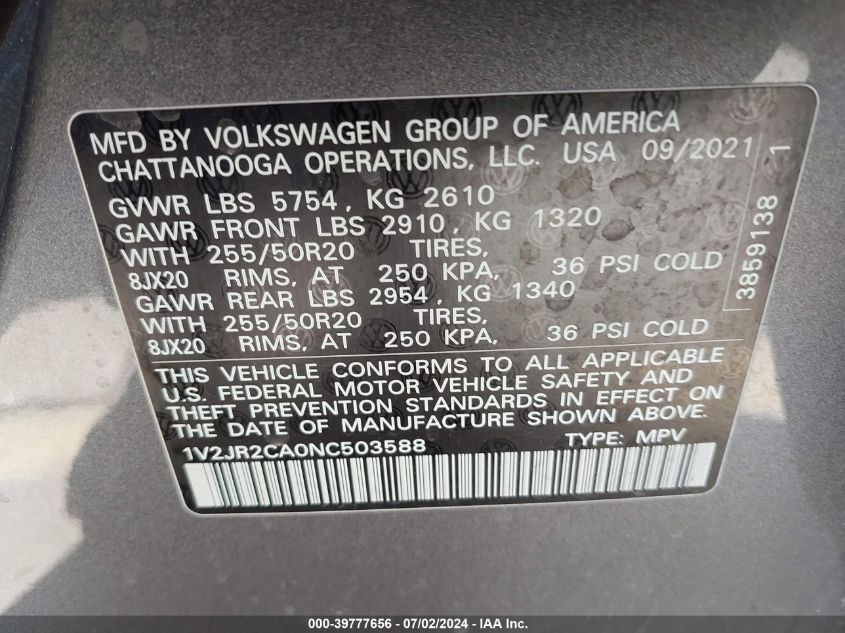 MFD BY VOLKSWAGEN GROUP OF AMERICA
CHATTANOOGA OPERATIONS, LLC. USA 09/2021
GVWR LBS 5754, KG 2610
GAWR FRONT LBS 2910, KG 1320
WITH 255/50R20 TIRES,
8JX20 RIMS, AT 250 KPA, 36 PSI COLD
GAWR REAR LBS 2954, KG 1340
WITH 255/50R20 TIRES,
8JX20 RIMS, AT 250 KPA, 36 PSI COLD
THIS VEHICLE CONFORMS TO ALL APPLICABLE
U.S. FEDERAL MOTOR VEHICLE SAFETY AND
THEFT PREVENTION STANDARDS IN EFFECT ON
THE DATE OF MANUFACTURE SHOWN ABOVE.
1V2JR2CA0NC503588 TYPE: MPV
3859138 1
000-39777656 / 07/02/2024 - IAA Inc.